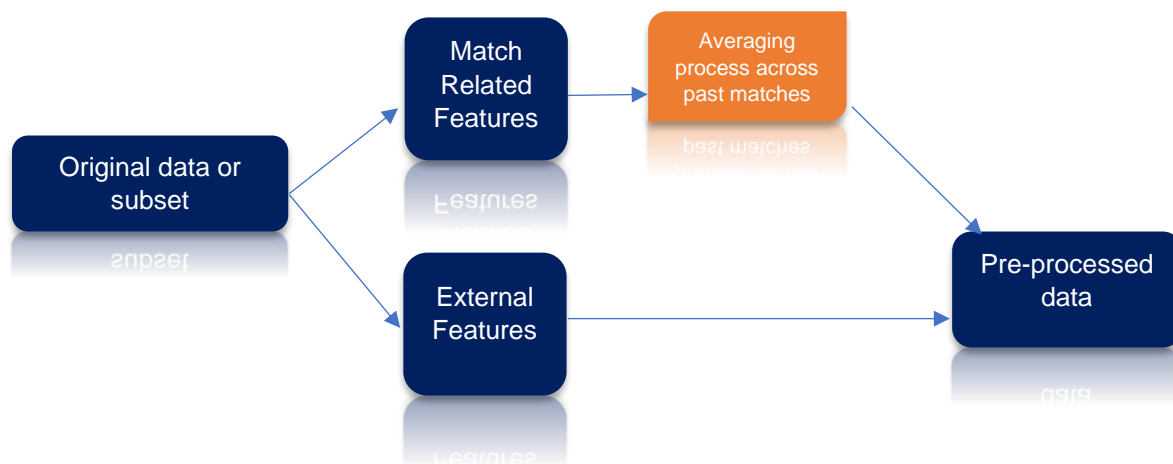 Match
Related
Features
Averaging
process across
past matches
Original data or
subset
External
Features
Pre-processed
data